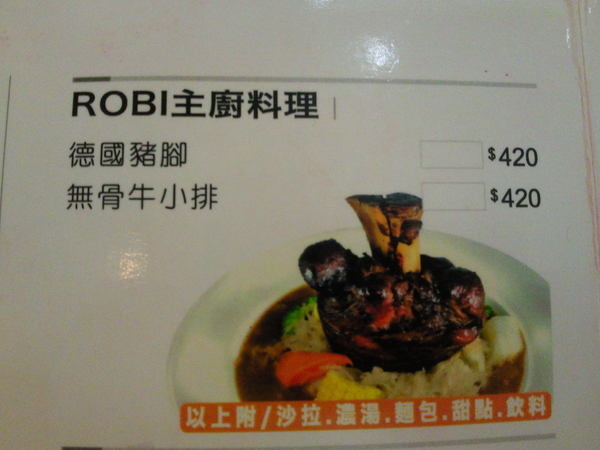 ROBI主廚料理
德國豬腳 $420
無骨牛小排 $420
以上附/沙拉.濃湯.麵包.甜點.飲料